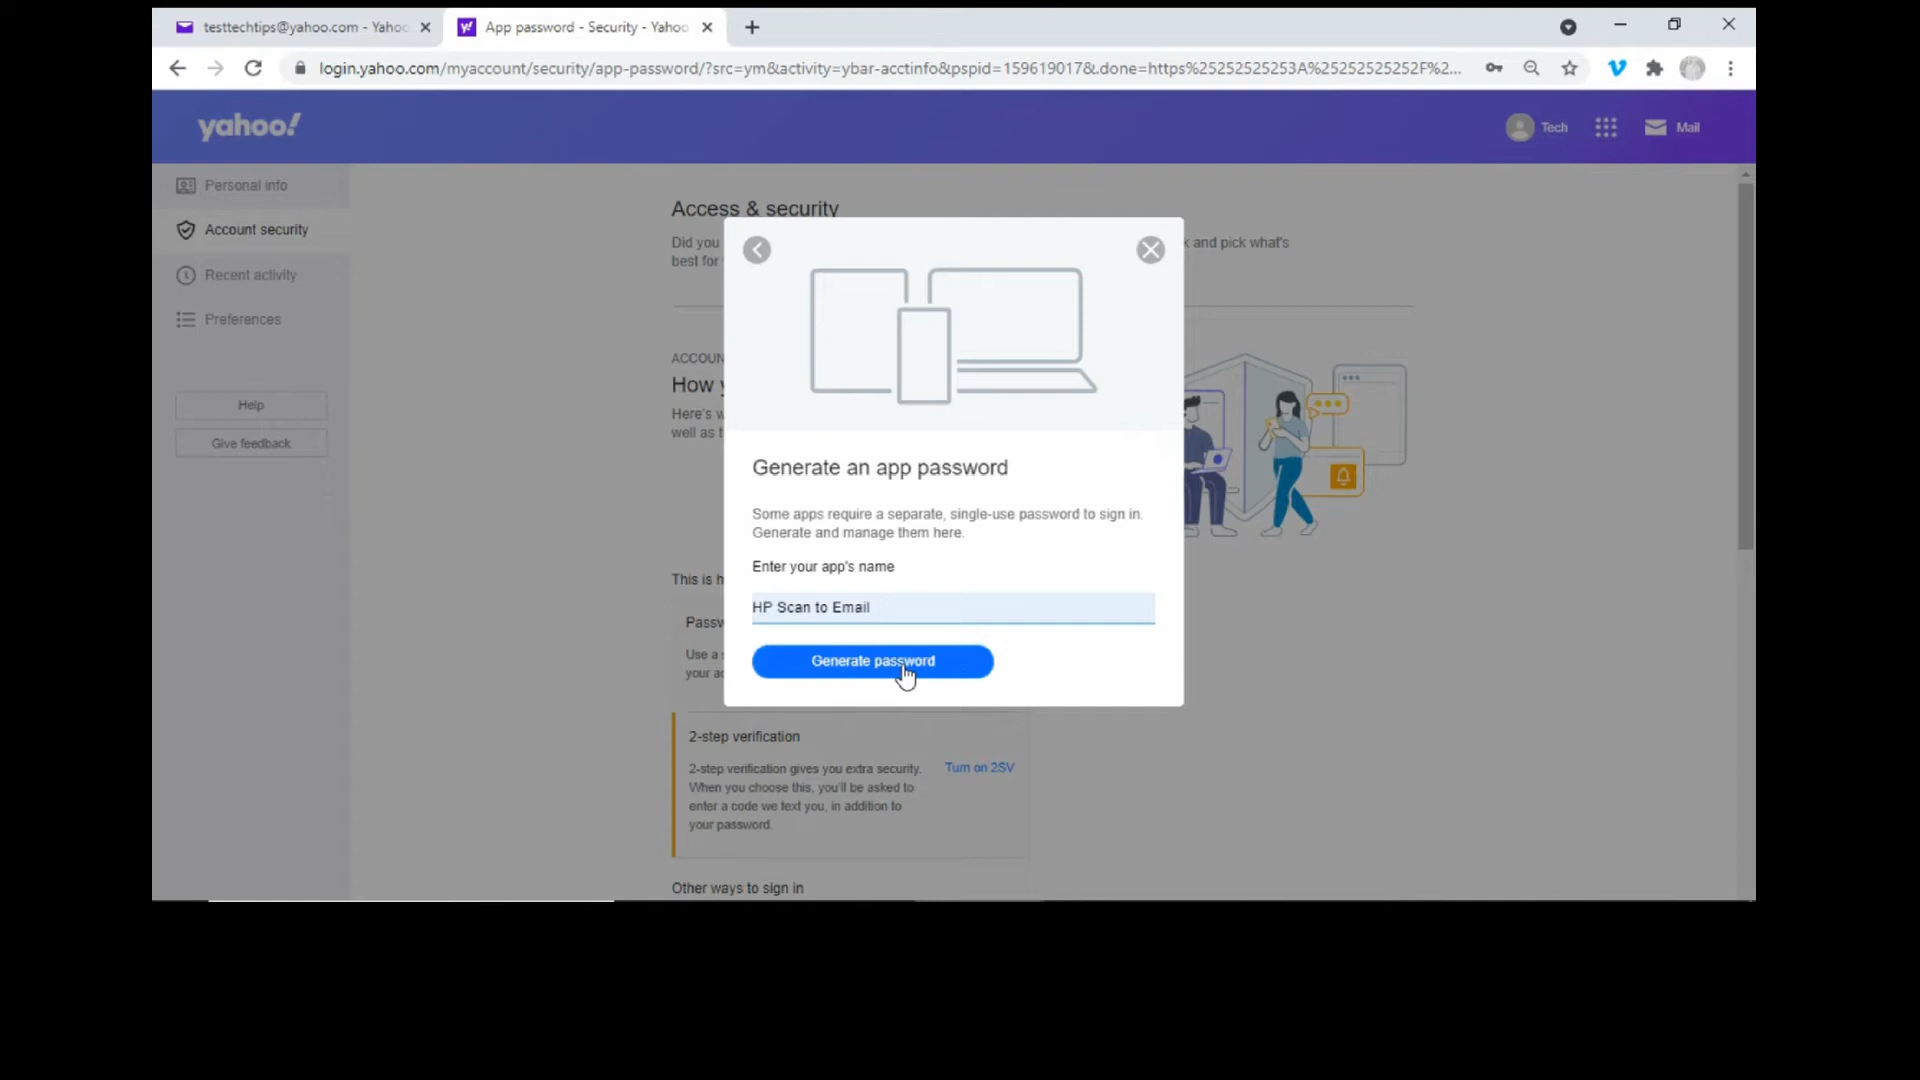 testtechtips@yahoo.com - Yahoo
App password - Security - Yahoo
login.yahoo.com/myaccount/security/app-password/?src=ym&activity=ybar-acctinfo&pspid=159619017&.done=https%25252525253A%25252525252F%2...
yahoo!
Tech
Mail
Personal info
Account security
Recent activity
Preferences
Help
Give feedback
Access & security
Did you
k and pick what's
best for
ACCOUN
How y
Here's w
well as t
Generate an app password
Some apps require a separate, single-use password to sign in.
Generate and manage them here.
Enter your app's name
HP Scan to Email
Generate password
This is h
Passw
Use a s
your ac
2-step verification
2-step verification gives you extra security.
When you choose this, you'll be asked to
enter a code we text you, in addition to
your password.
Turn on 2SV
Other ways to sign in